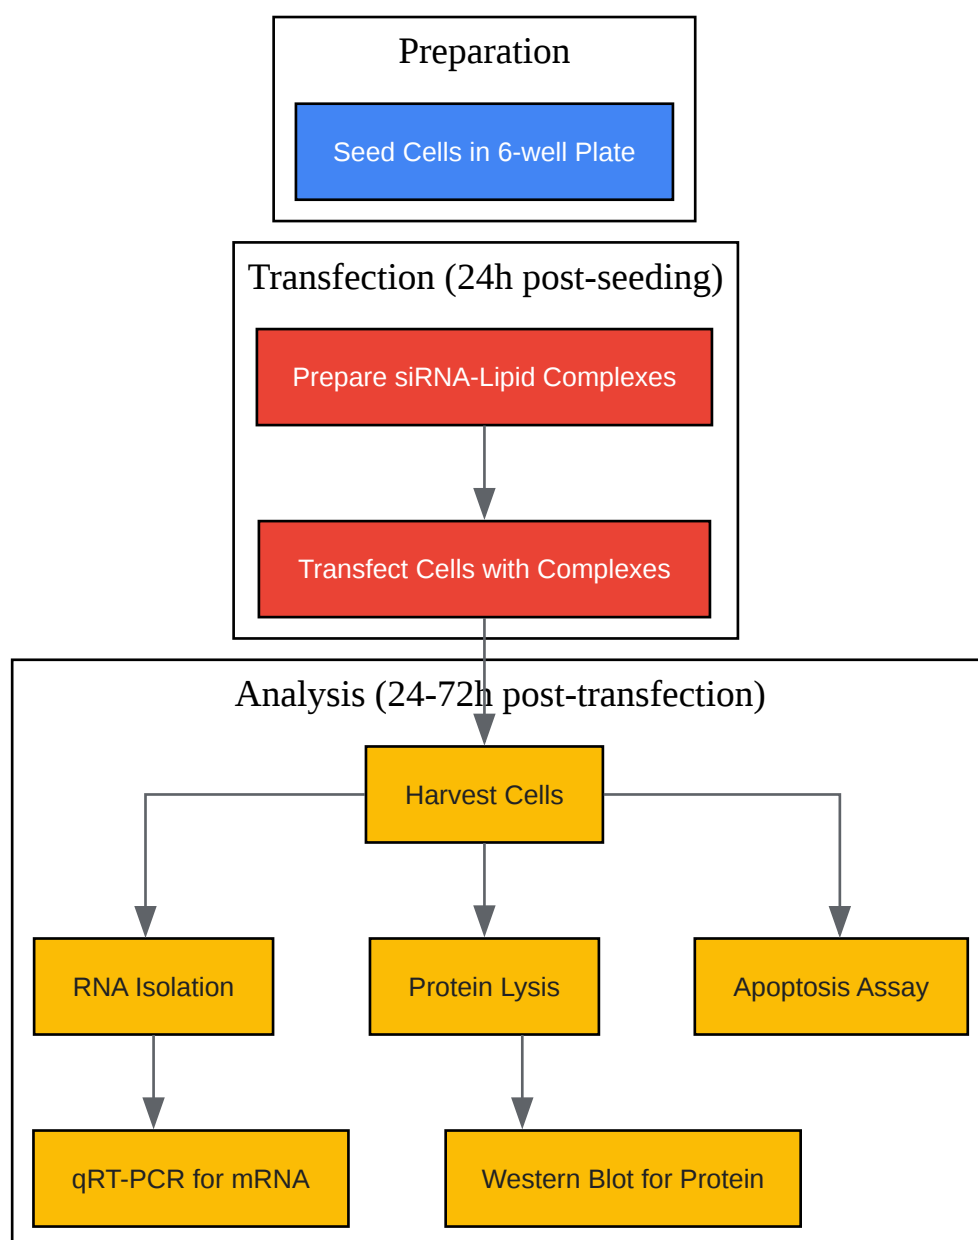 Preparation
Seed Cells in 6-well Plate
Transfection (24h post-seeding)
Prepare siRNA-Lipid Complexes
Transfect Cells with Complexes
Analysis (24-72h post-transfection)
Harvest Cells
RNA Isolation
Protein Lysis
Apoptosis Assay
qRT-PCR for mRNA
Western Blot for Protein